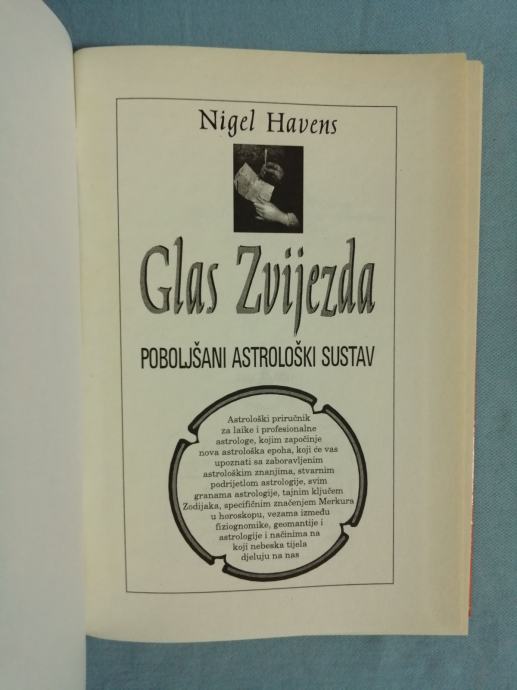 Nigel Havens
Glas Zvijezda
POBOLJŠANI ASTROLOŠKI SUSTAV
Astrološki priručnik
za laike i profesionalne
astrologe, kojim započinje
nova astrološka epoha, koji će vas
upoznati sa zaboravljenim
astrološkim znanjima, stvarnim
podrijetlom astrologije, svim
granama astrologije, tajnim ključem
Zodijaka, specifičnim značenjem Merkura
u horoskopu, vezama između
fiziognomike, geomantije i
astrologije i načinima na
koji nebeska tijela
djeluju na nas